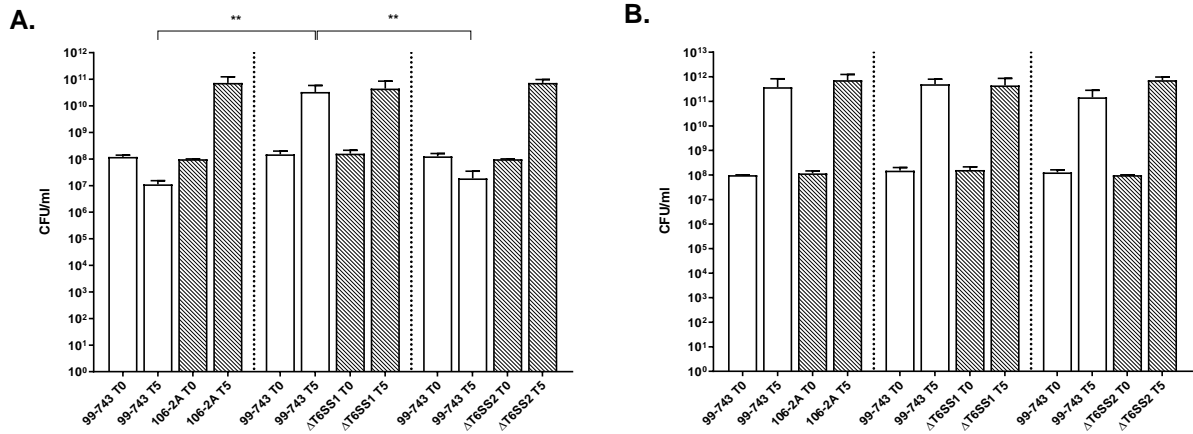 A.
** **
10¹²
10¹¹
10¹⁰
10⁹
10⁸
10⁷
10⁶
10⁵
10⁴
10³
10²
10¹
10⁰
CFU/ml
99-743 T0
99-743 T5
106-2A T0
106-2A T5
99-743 T0
99-743 T5
ΔT6SS1 T0
ΔT6SS1 T5
99-743 T0
99-743 T5
ΔT6SS2 T0
ΔT6SS2 T5
B.
10¹³
10¹²
10¹¹
10¹⁰
10⁹
10⁸
10⁷
10⁶
10⁵
10⁴
10³
10²
10¹
10⁰
CFU/ml
99-743 T0
99-743 T5
106-2A T0
106-2A T5
99-743 T0
99-743 T5
ΔT6SS1 T0
ΔT6SS1 T5
99-743 T0
99-743 T5
ΔT6SS2 T0
ΔT6SS2 T5